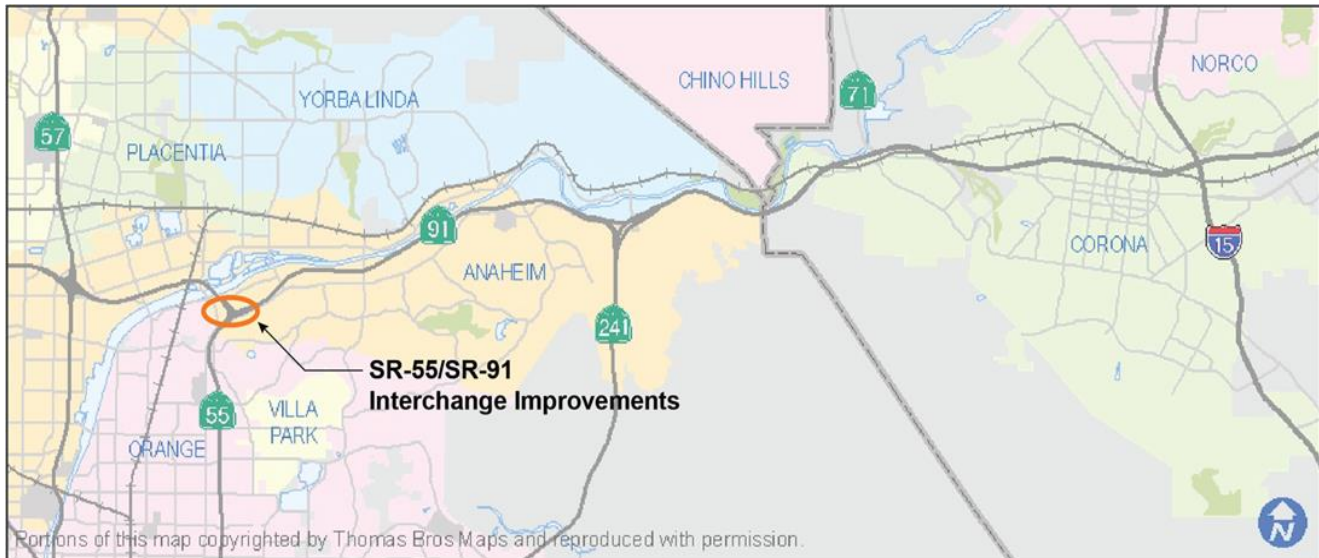 CHINO HILLS
71
NORCO
YORBA LINDA
57
PLACENTIA
91
ANAHEIM
CORONA
15
241
SR-55/SR-91
Interchange Improvements
55
VILLA
PARK
ORANGE
N
Portions of this map copyrighted by Thomas Bros Maps and reproduced with permission.